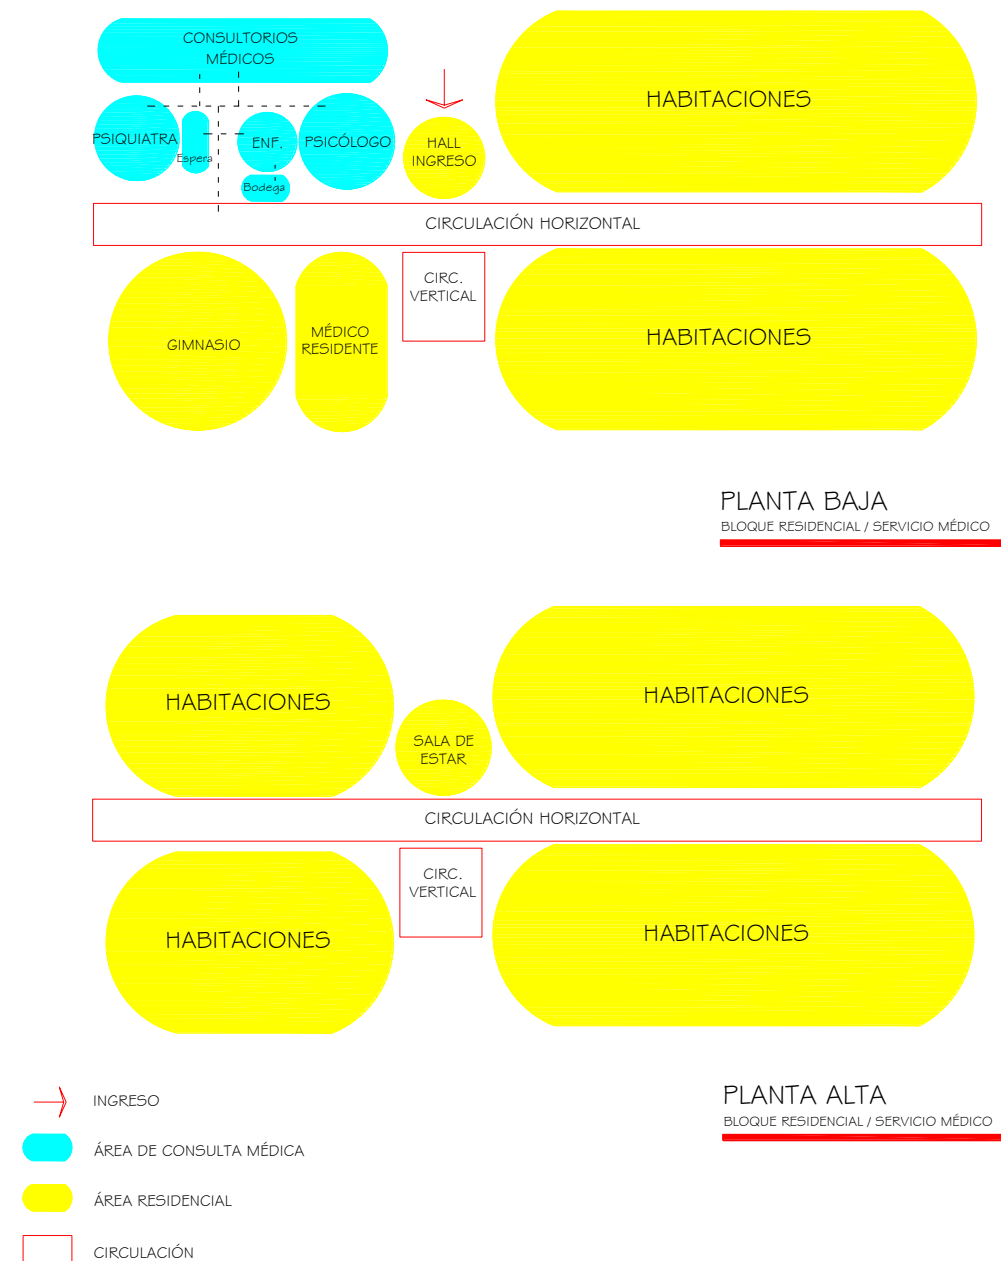 CONSULTORIOS
MÉDICOS
HABITACIONES
PSIQUIATRA
Espera
ENF.
PSICÓLOGO
HALL
INGRESO
Bodega
CIRCULACIÓN HORIZONTAL
CIRC.
VERTICAL
GIMNASIO
MÉDICO
RESIDENTE
HABITACIONES
PLANTA BAJA
BLOQUE RESIDENCIAL / SERVICIO MÉDICO
HABITACIONES
HABITACIONES
SALA DE
ESTAR
CIRCULACIÓN HORIZONTAL
CIRC.
VERTICAL
HABITACIONES
HABITACIONES
PLANTA ALTA
BLOQUE RESIDENCIAL / SERVICIO MÉDICO
INGRESO
ÁREA DE CONSULTA MÉDICA
ÁREA RESIDENCIAL
CIRCULACIÓN